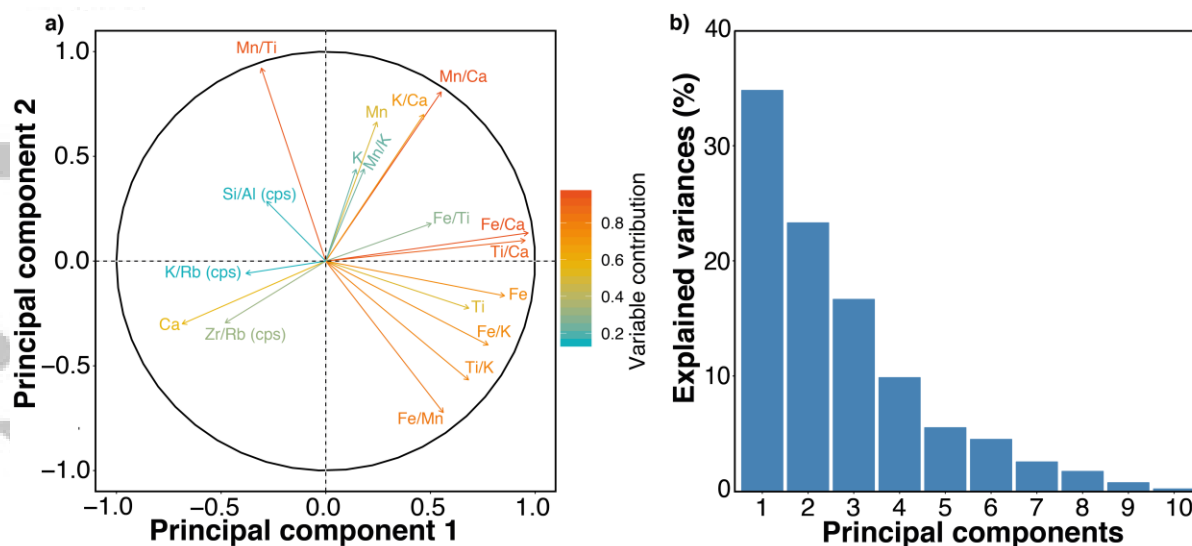 a)
Principal component 2
1.0
0.5
0.0
−0.5
−1.0
Mn/Ti
Mn/Ca
K/Ca
Mn
K
Mn/K
Si/Al (cps)
Fe/Ti
Fe/Ca
Ti/Ca
K/Rb (cps)
Fe
Ti
Ca
Zr/Rb (cps)
Fe/K
Ti/K
Fe/Mn
−1.0 −0.5 0.0 0.5 1.0
Principal component 1
0.8
0.6
0.4
0.2
Variable contribution
b)
Explained variances (%)
40
30
20
10
0
1 2 3 4 5 6 7 8 9 10
Principal components